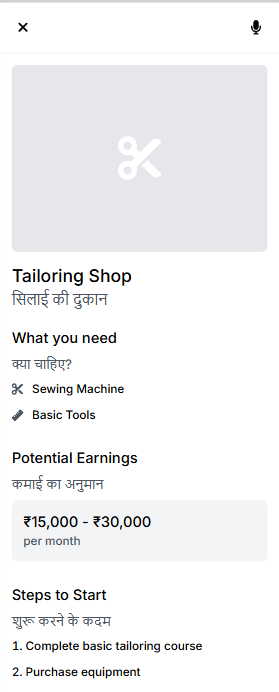 Tailoring Shop
सिलाई की दुकान
What you need
क्या चाहिए?
Sewing Machine
Basic Tools
Potential Earnings
कमाई का अनुमान
₹15,000 - ₹30,000
per month
Steps to Start
शुरू करने के कदम
1. Complete basic tailoring course
2. Purchase equipment